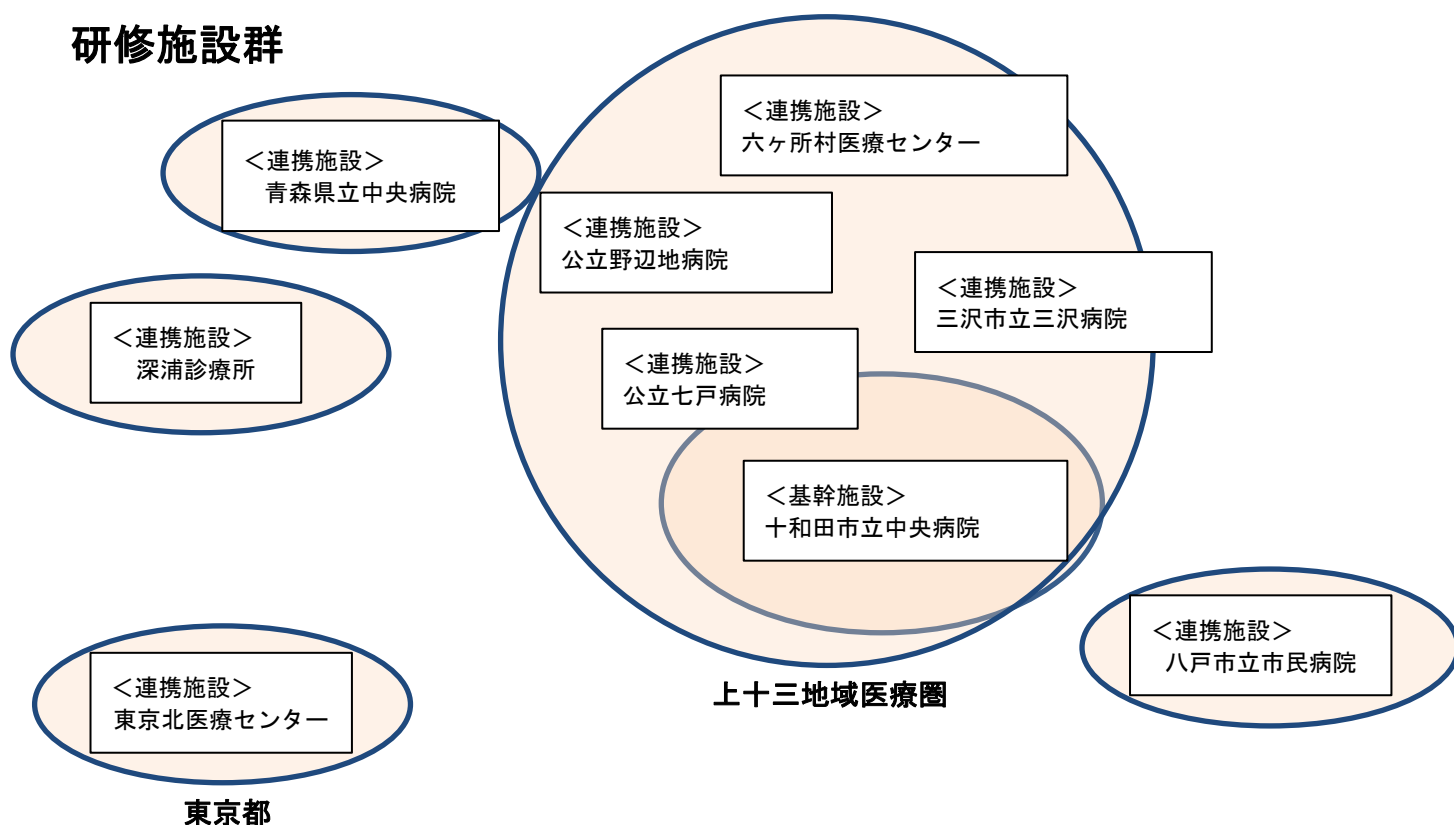 研修施設群
＜連携施設＞
六ヶ所村医療センター
＜連携施設＞
青森県立中央病院
＜連携施設＞
公立野辺地病院
＜連携施設＞
三沢市立三沢病院
＜連携施設＞
深浦診療所
＜連携施設＞
公立七戸病院
＜基幹施設＞
十和田市立中央病院
＜連携施設＞
八戸市立市民病院
＜連携施設＞
東京北医療センター
上十三地域医療圏
東京都